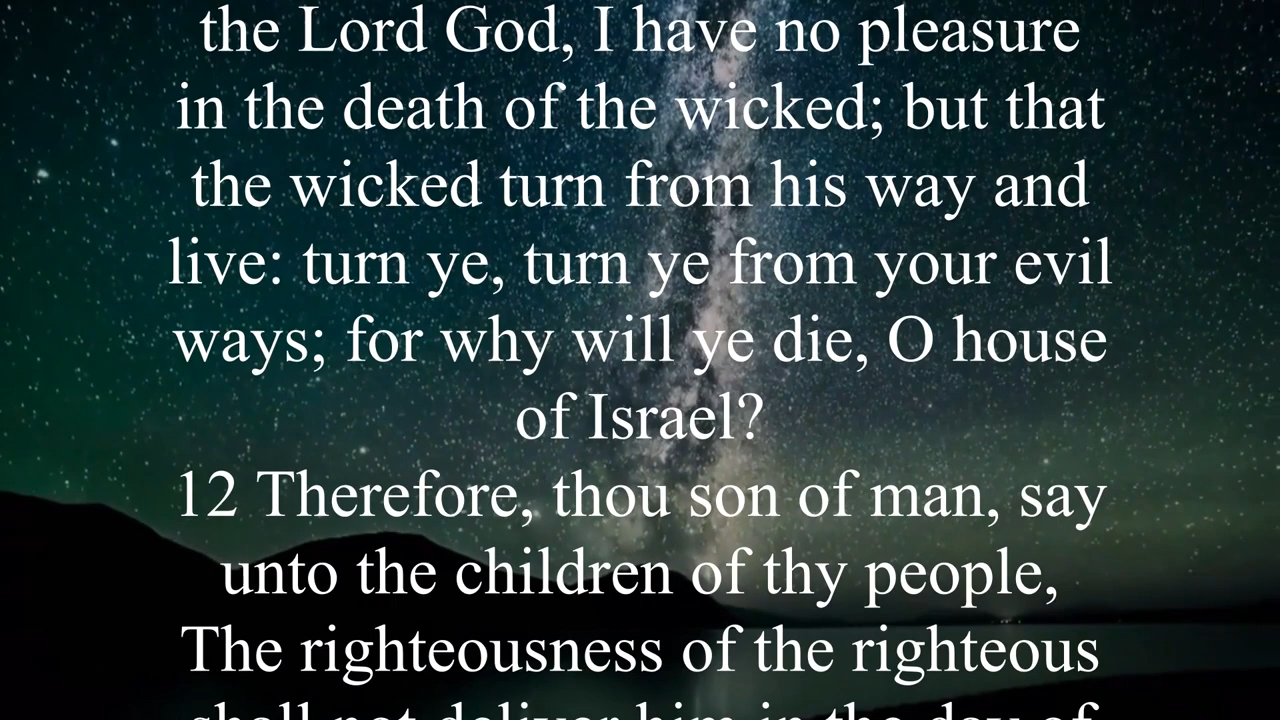 the Lord God, I have no pleasure
in the death of the wicked; but that
the wicked turn from his way and
live: turn ye, turn ye from your evil
ways; for why will ye die, O house
of Israel?
12 Therefore, thou son of man, say
unto the children of thy people,
The righteousness of the righteous
shall not deliver him in the day of